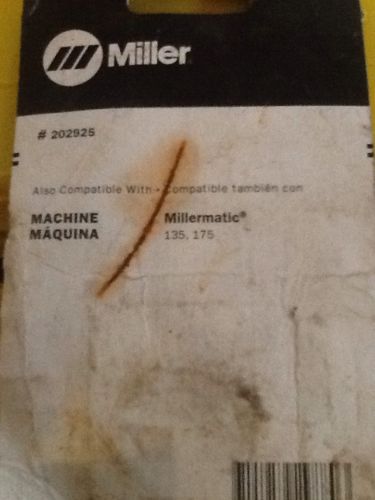 Miller
# 202925
Also Compatible With • Compatible también con
MACHINE Millermatic®
MÁQUINA 135, 175